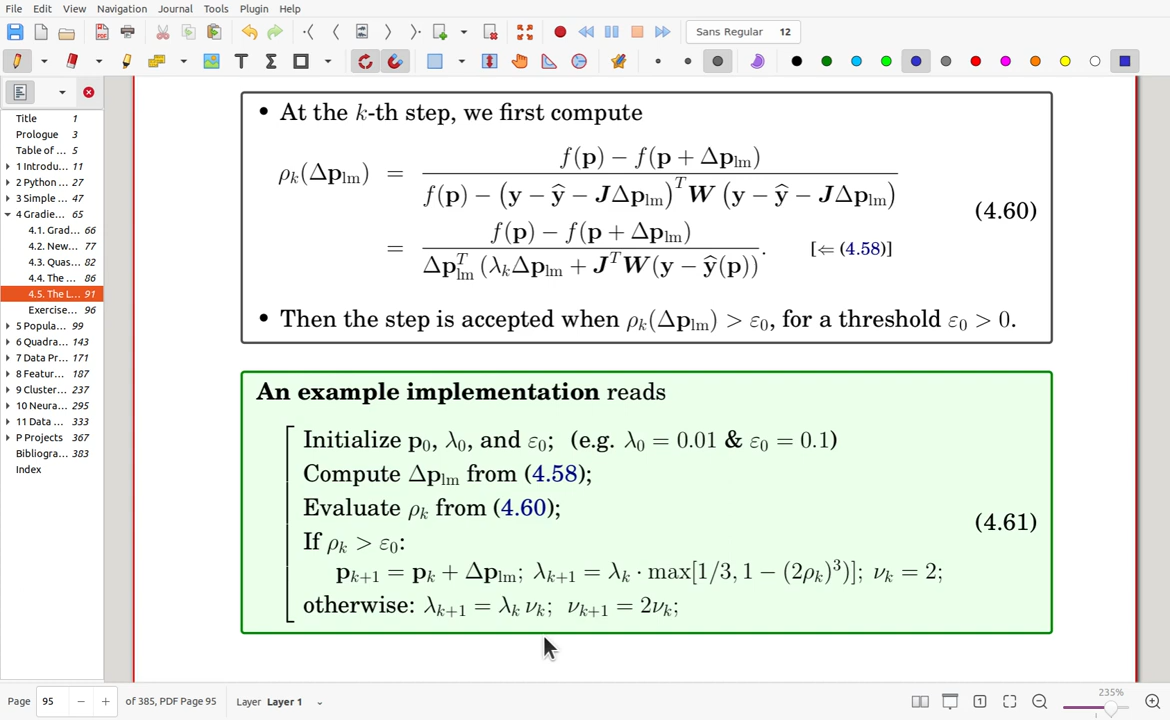 File Edit View Navigation Journal Tools Plugin Help
Sans Regular 12
Title 1
Prologue 3
Table of ... 5
1 Introdu... 11
2 Python ... 27
3 Simple ... 47
4 Gradie... 65
4.1. Grad... 66
4.2. New... 77
4.3. Quas... 82
4.4. The ... 86
4.5. The L... 91
Exercise... 96
5 Popula... 99
6 Quadra... 143
7 Data Pr... 171
8 Featur... 187
9 Cluster... 237
10 Neura... 295
11 Data ... 333
P Projects 367
Bibliogra... 383
Index
• At the k-th step, we first compute
ρ_k(Δp_lm) = \frac{f(p) − f(p + Δp_lm)}{f(p) − (y − ŷ − JΔp_lm)^T W (y − ŷ − JΔp_lm)}
= \frac{f(p) − f(p + Δp_lm)}{Δp_lm^T (λ_kΔp_lm + J^T W(y − ŷ(p))}. [⇐ (4.58)] (4.60)
• Then the step is accepted when ρ_k(Δp_lm) > ε_0, for a threshold ε_0 > 0.
An example implementation reads
Initialize p_0, λ_0, and ε_0; (e.g. λ_0 = 0.01 & ε_0 = 0.1)
Compute Δp_lm from (4.58);
Evaluate ρ_k from (4.60);
If ρ_k > ε_0: (4.61)
p_{k+1} = p_k + Δp_lm; λ_{k+1} = λ_k · max[1/3, 1 − (2ρ_k)^3)]; ν_k = 2;
otherwise: λ_{k+1} = λ_k ν_k; ν_{k+1} = 2ν_k;
Page 95 − + of 385, PDF Page 95 Layer Layer 1 235%